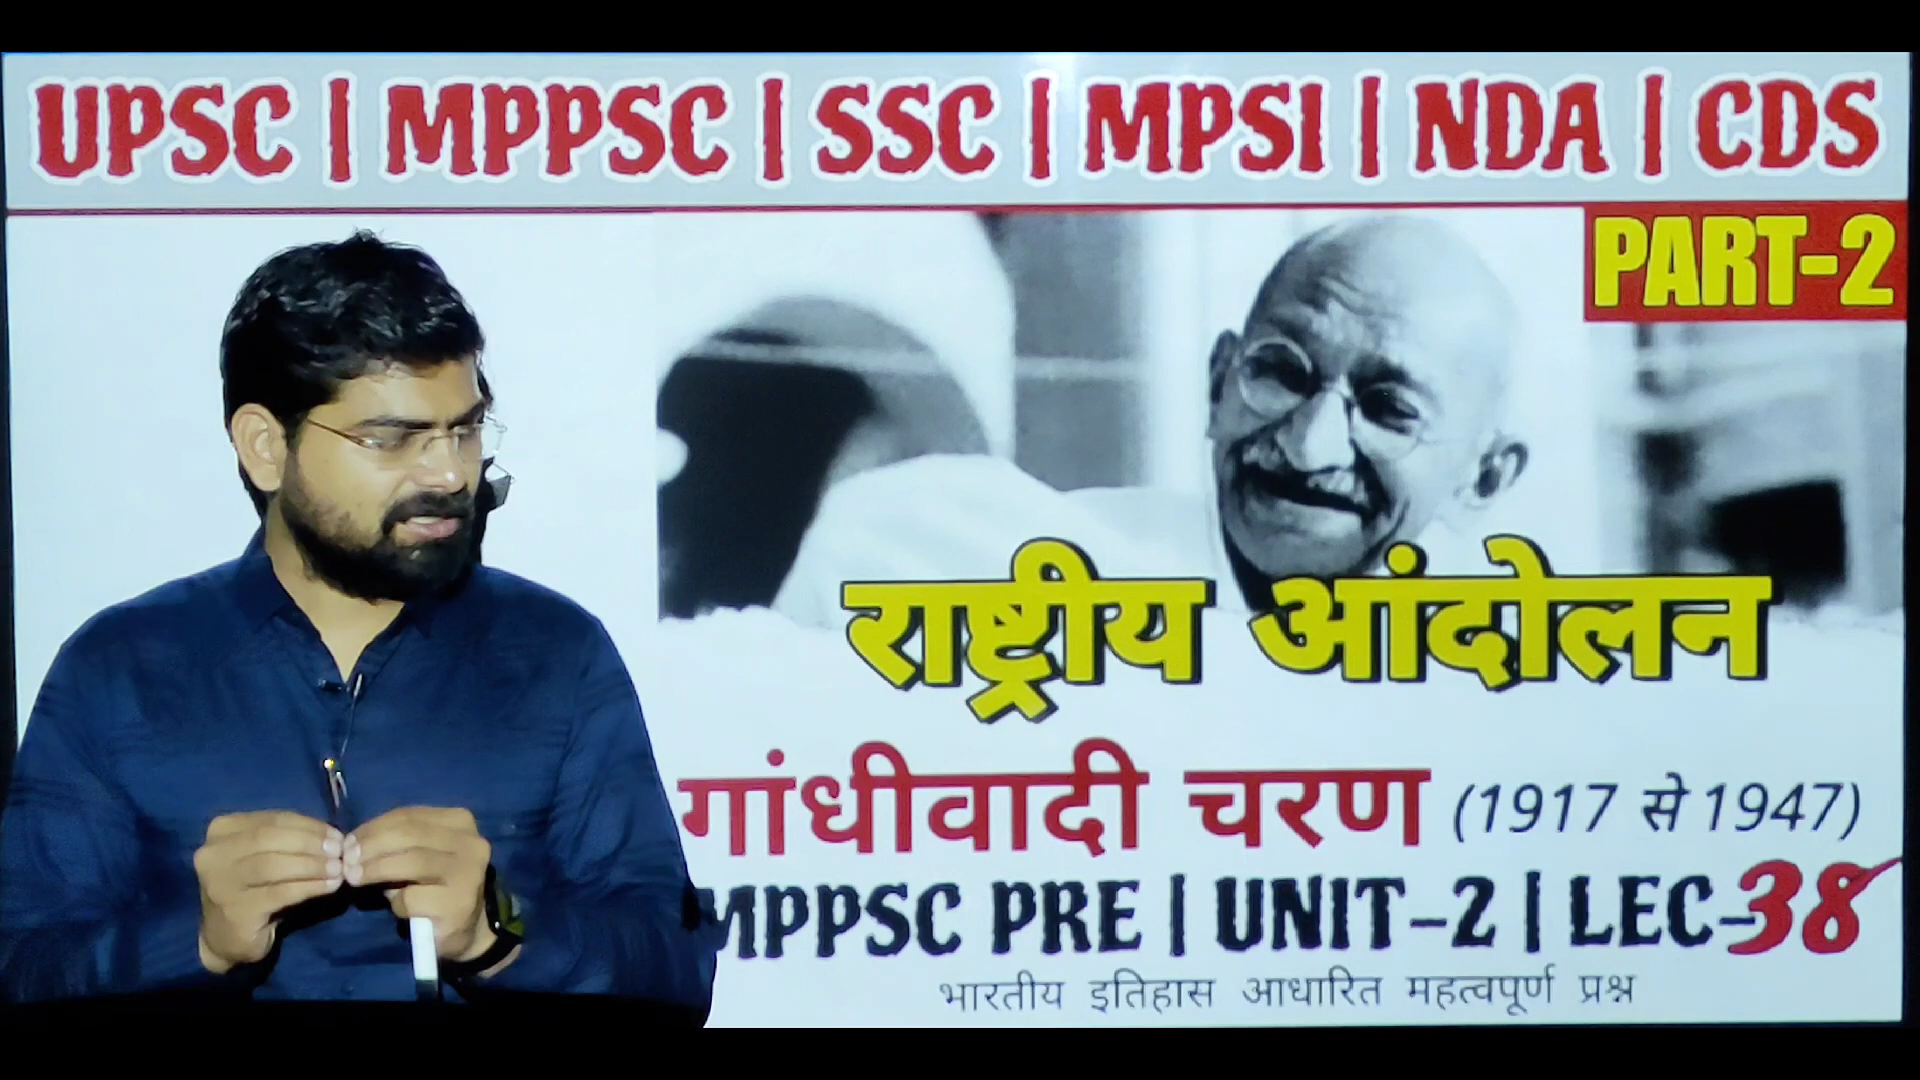 UPSC | MPPSC | SSC | MPSI | NDA | CDS
PART-2
राष्ट्रीय आंदोलन
गांधीवादी चरण (1917 से 1947)
MPPSC PRE | UNIT-2 | LEC-38
भारतीय इतिहास आधारित महत्वपूर्ण प्रश्न